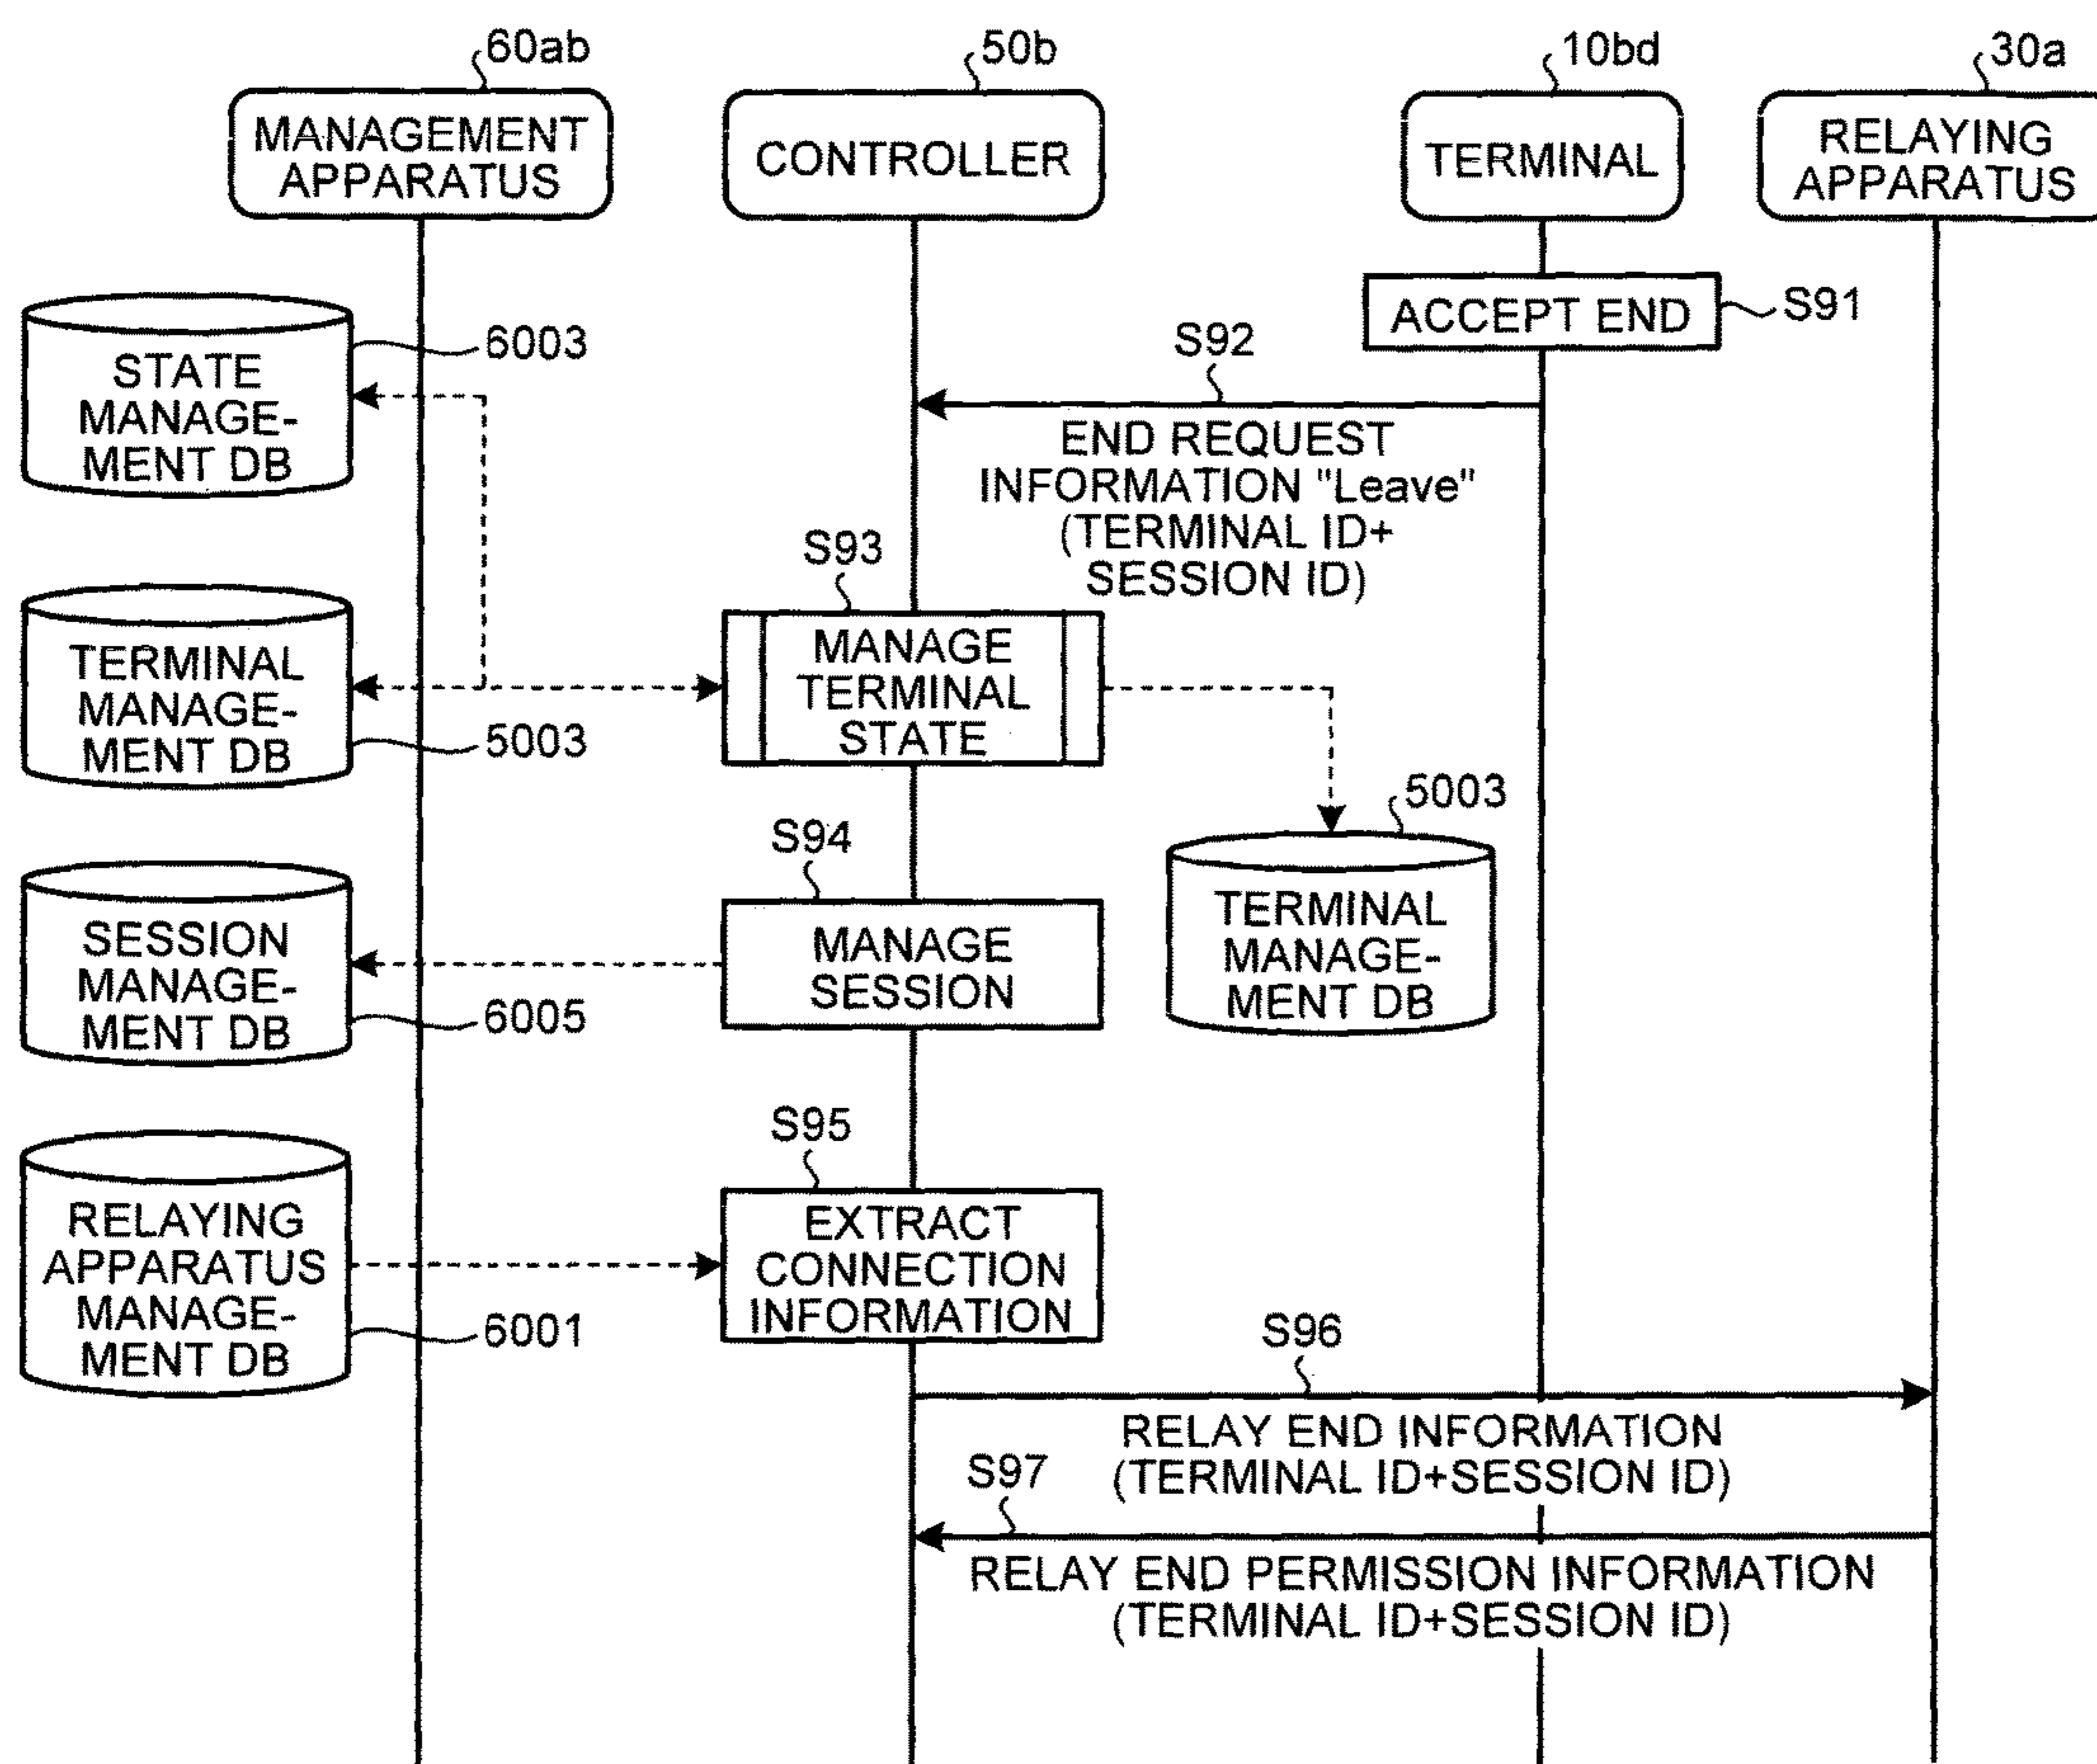 60ab
50b
10bd
30a
MANAGEMENT
APPARATUS
CONTROLLER
TERMINAL
RELAYING
APPARATUS
ACCEPT END
S91
6003
STATE
MANAGE-
MENT DB
S92
END REQUEST
INFORMATION "Leave"
(TERMINAL ID+
SESSION ID)
S93
MANAGE
TERMINAL
STATE
TERMINAL
MANAGE-
MENT DB
5003
5003
TERMINAL
MANAGE-
MENT DB
S94
MANAGE
SESSION
SESSION
MANAGE-
MENT DB
6005
S95
EXTRACT
CONNECTION
INFORMATION
RELAYING
APPARATUS
MANAGE-
MENT DB
6001
S96
RELAY END INFORMATION
(TERMINAL ID+SESSION ID)
S97
RELAY END PERMISSION INFORMATION
(TERMINAL ID+SESSION ID)